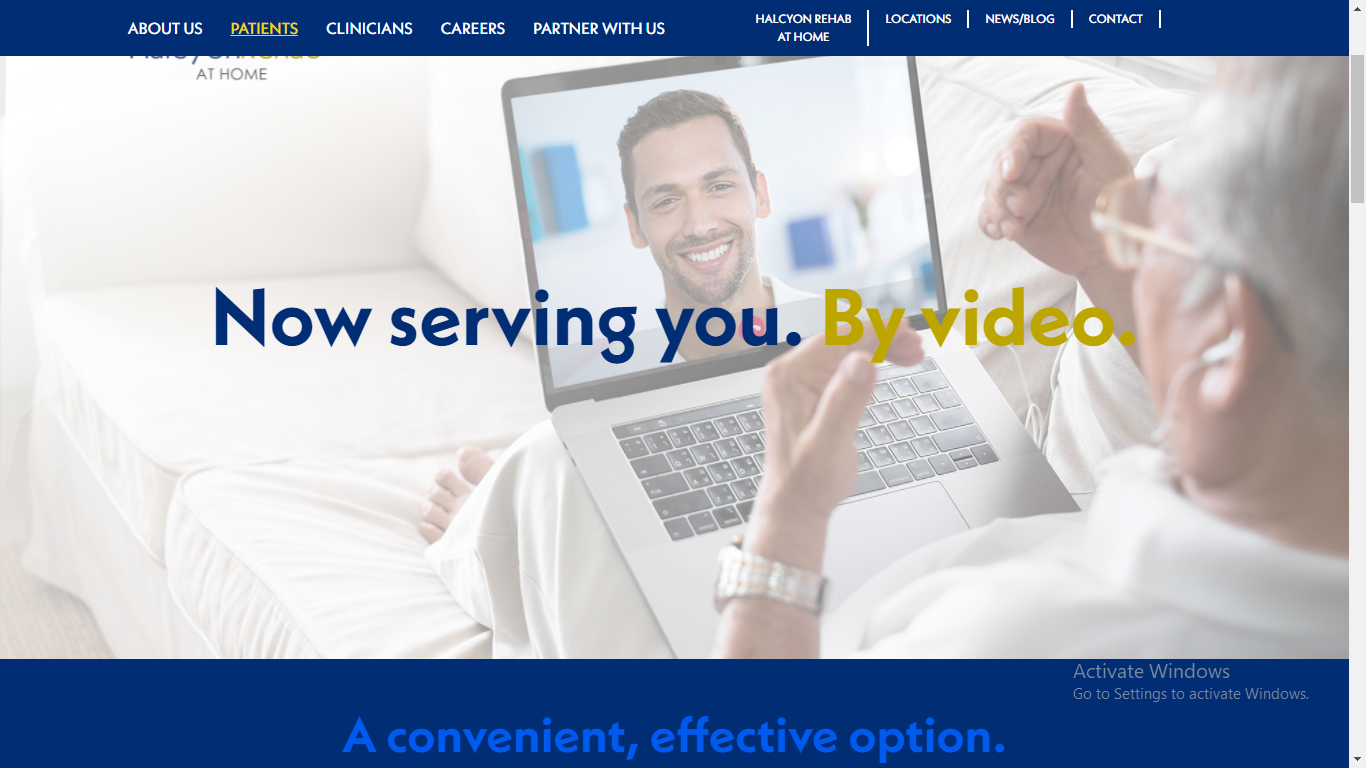 ABOUT US PATIENTS CLINICIANS CAREERS PARTNER WITH US
HALCYON REHAB
AT HOME
LOCATIONS NEWS/BLOG CONTACT
AT HOME
Now serving you. By video.
Activate Windows
Go to Settings to activate Windows.
A convenient, effective option.